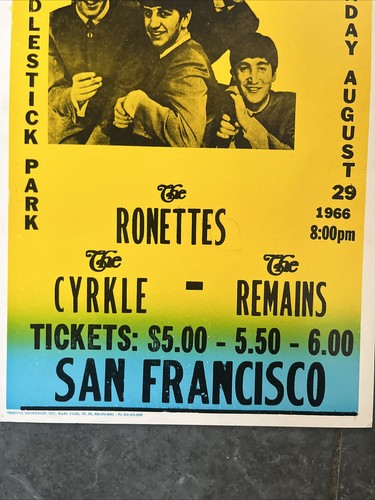 DLESTICK PARK
DAY AUGUST
29
1966
8:00pm
The
RONETTES
The
CYRKLE -
The
REMAINS
TICKETS: $5.00 - 5.50 - 6.00
SAN FRANCISCO